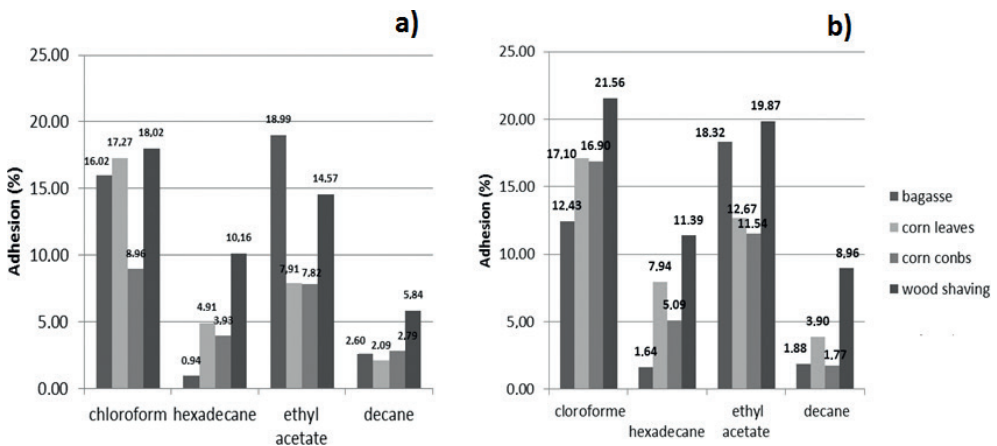 a)
Adhesion (%)
25.00
20.00
15.00
10.00
5.00
0.00
16.02
17,27
8.96
18,02
0.94
4.91
3,93
10,16
18.99
7,91
7,82
14,57
2.60
2.09
2.79
5,84
chloroform
hexadecane
ethyl
acetate
decane
b)
Adhesion (%)
25.00
20.00
15.00
10.00
5.00
0.00
12.43
17,10
16.90
21.56
1.64
7.94
5.09
11.39
18.32
12.67
11.54
19.87
1.88
3.90
1.77
8,96
cloroforme
hexadecane
ethyl
acetate
decane
bagasse
corn leaves
corn conbs
wood shaving